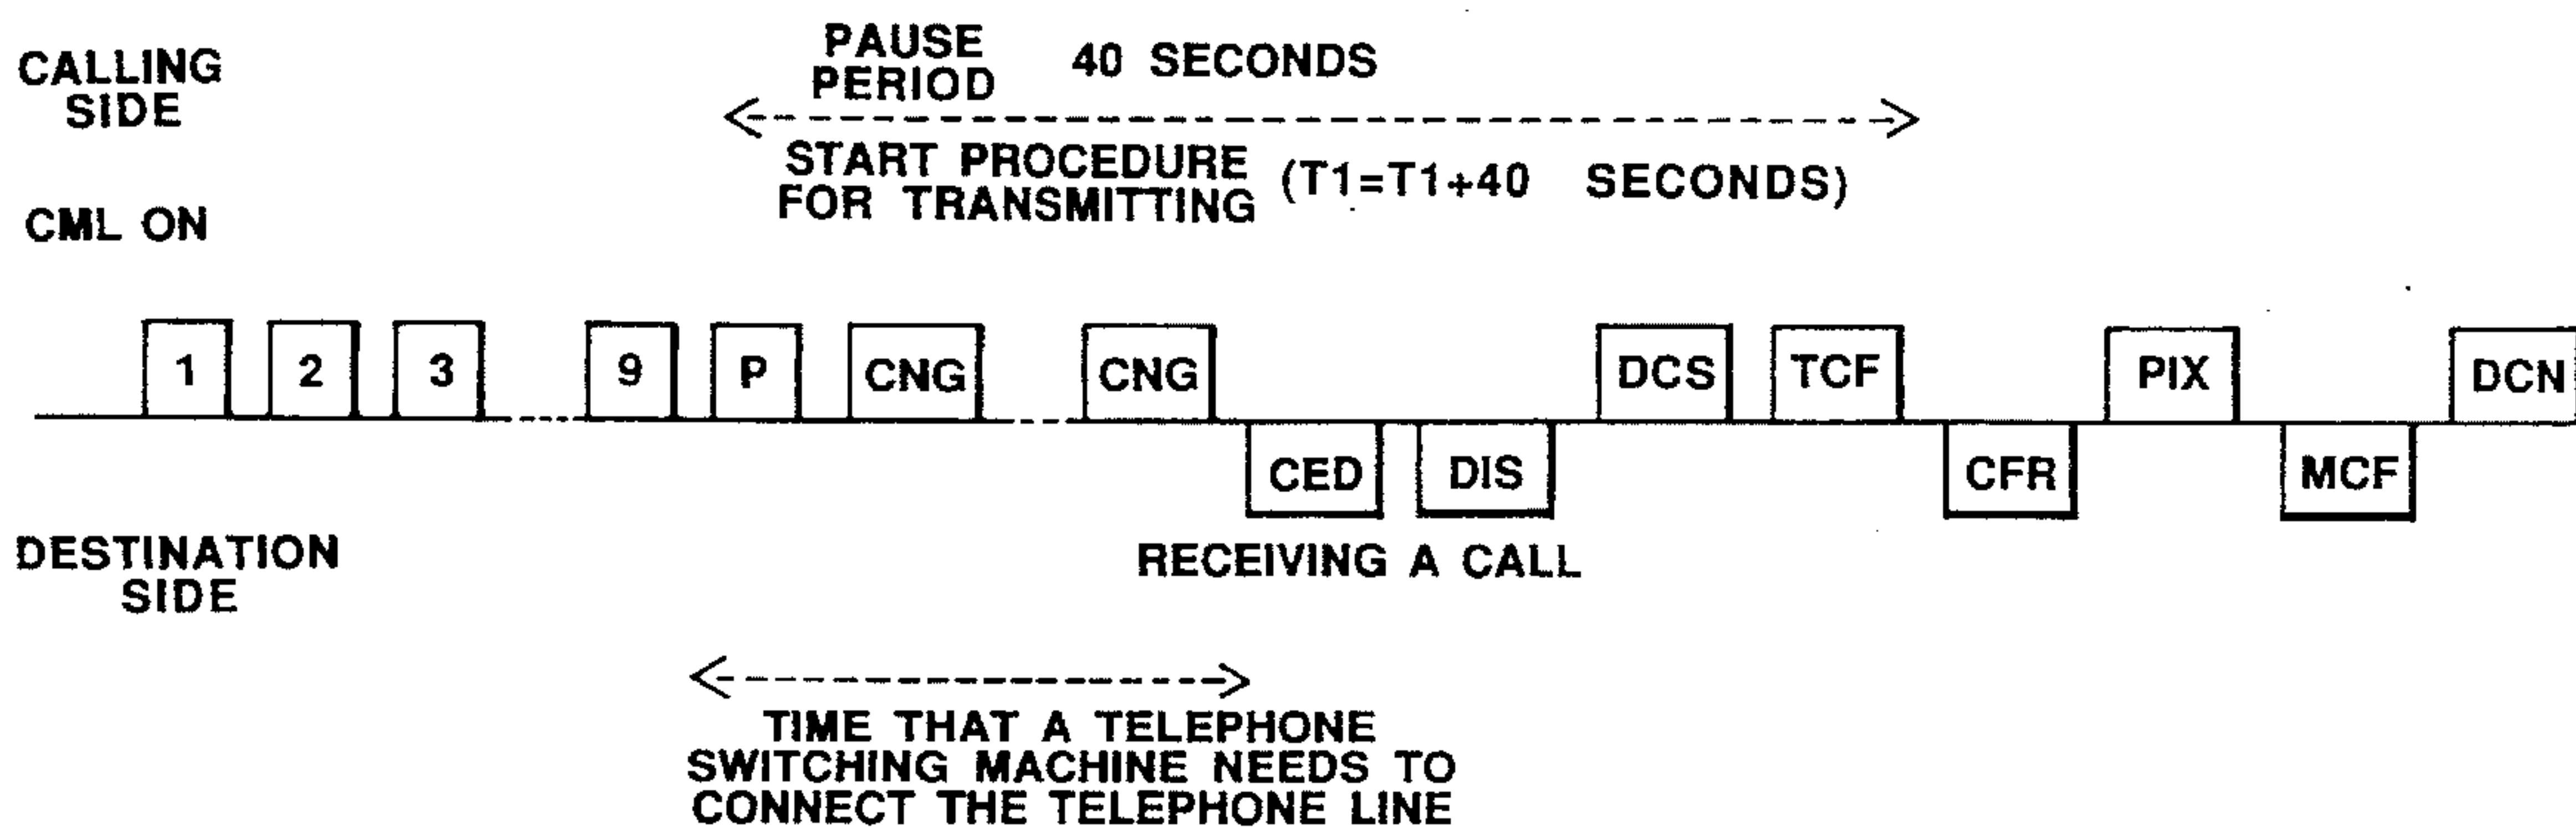 CALLING
SIDE
PAUSE
PERIOD
40 SECONDS
START PROCEDURE
FOR TRANSMITTING
(T1=T1+40 SECONDS)
CML ON
1 2 3 9 P CNG CNG DCS TCF PIX DCN
CED DIS CFR MCF
DESTINATION
SIDE
RECEIVING A CALL
TIME THAT A TELEPHONE
SWITCHING MACHINE NEEDS TO
CONNECT THE TELEPHONE LINE